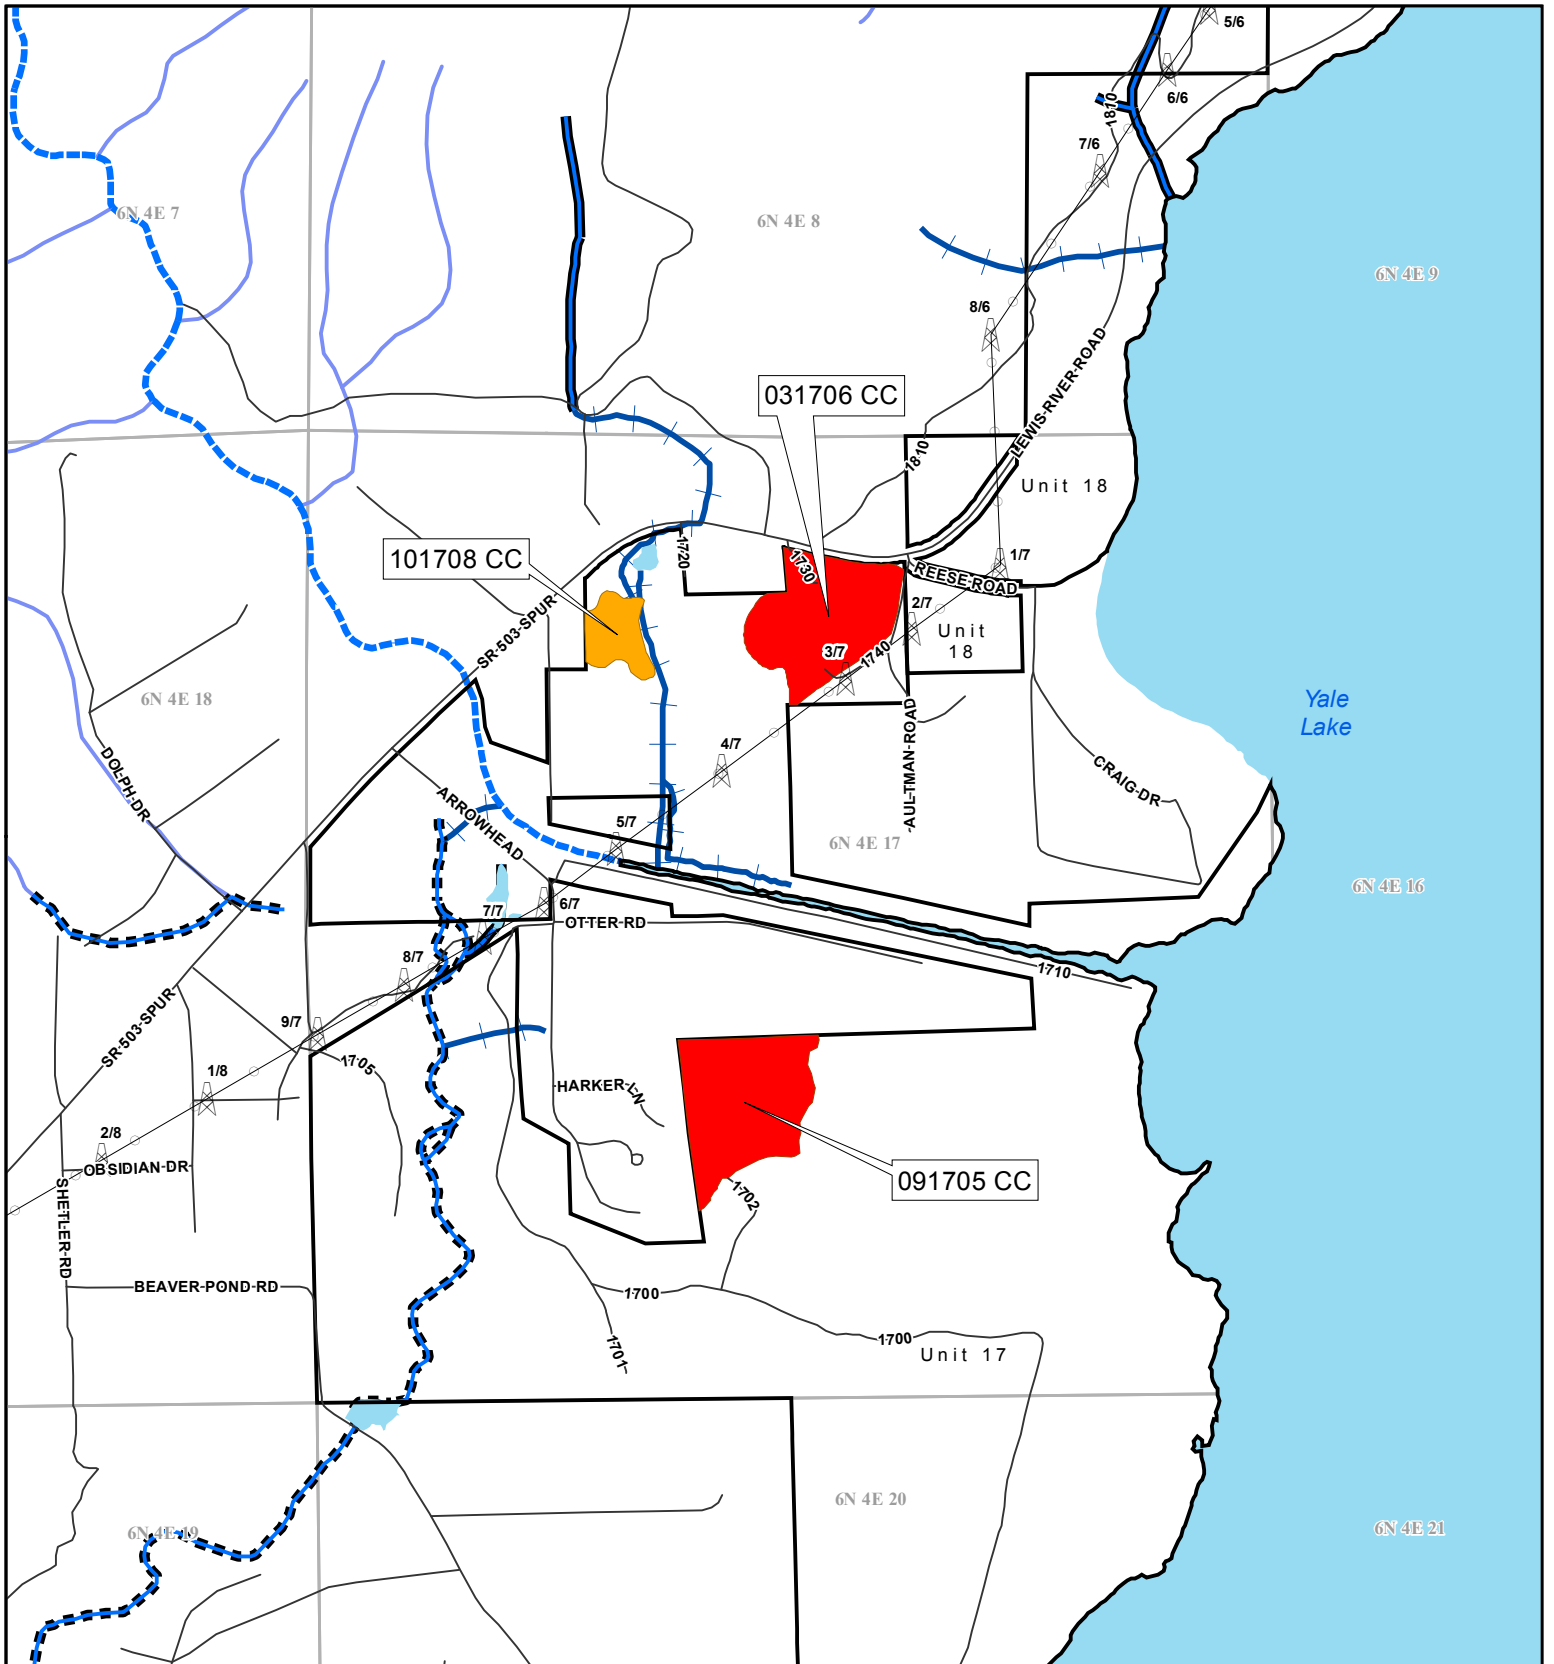 5/6
6/6
1810
7/6
6N 4E 7
6N 4E 8
6N 4E 9
8/6
LEWIS RIVER ROAD
031706 CC
1810
Unit 18
101708 CC
1720
1730
1/7
REESE ROAD
2/7
Unit
18
SR 503 SPUR
3/7
1740
6N 4E 18
Yale
Lake
AULTMAN ROAD
4/7
CRAIG DR
DOLPH DR
ARROWHEAD
5/7
6N 4E 17
6N 4E 16
6/7
7/7
OTTER RD
8/7
1710
SR 503 SPUR
9/7
1705
1/8
HARKER LN
2/8
OBSIDIAN DR
091705 CC
1702
SHETLER RD
BEAVER POND RD
1700
1700
1701
Unit 17
6N 4E 20
6N 4E 19
6N 4E 21